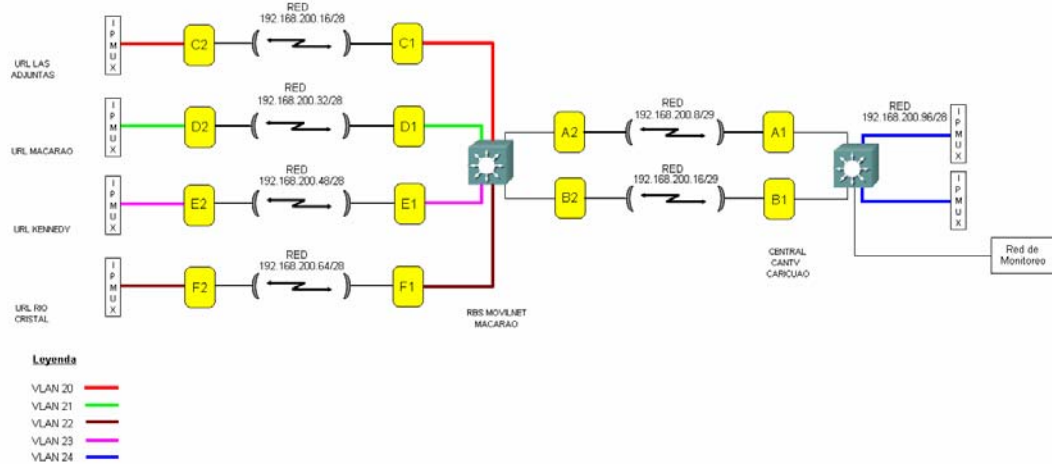 RED
192.168.200.16/28
I
P
M
U
X
C2
C1
URL LAS
ADJUNTAS
RED
192.168.200.32/28
I
P
M
U
X
D2
D1
URL MACARAO
RED
192.168.200.48/28
I
P
M
U
X
E2
E1
URL KENNEDY
RED
192.168.200.64/28
I
P
M
U
X
F2
F1
URL RIO
CRISTAL
RBS MOVILNET
MACARAO
RED
192.168.200.8/29
A2
A1
RED
192.168.200.16/29
B2
B1
CENTRAL
CANTV
CARICUAO
RED
192.168.200.96/28
I
P
M
U
X
I
P
M
U
X
Red de
Monitoreo
Leyenda
VLAN 20
VLAN 21
VLAN 22
VLAN 23
VLAN 24